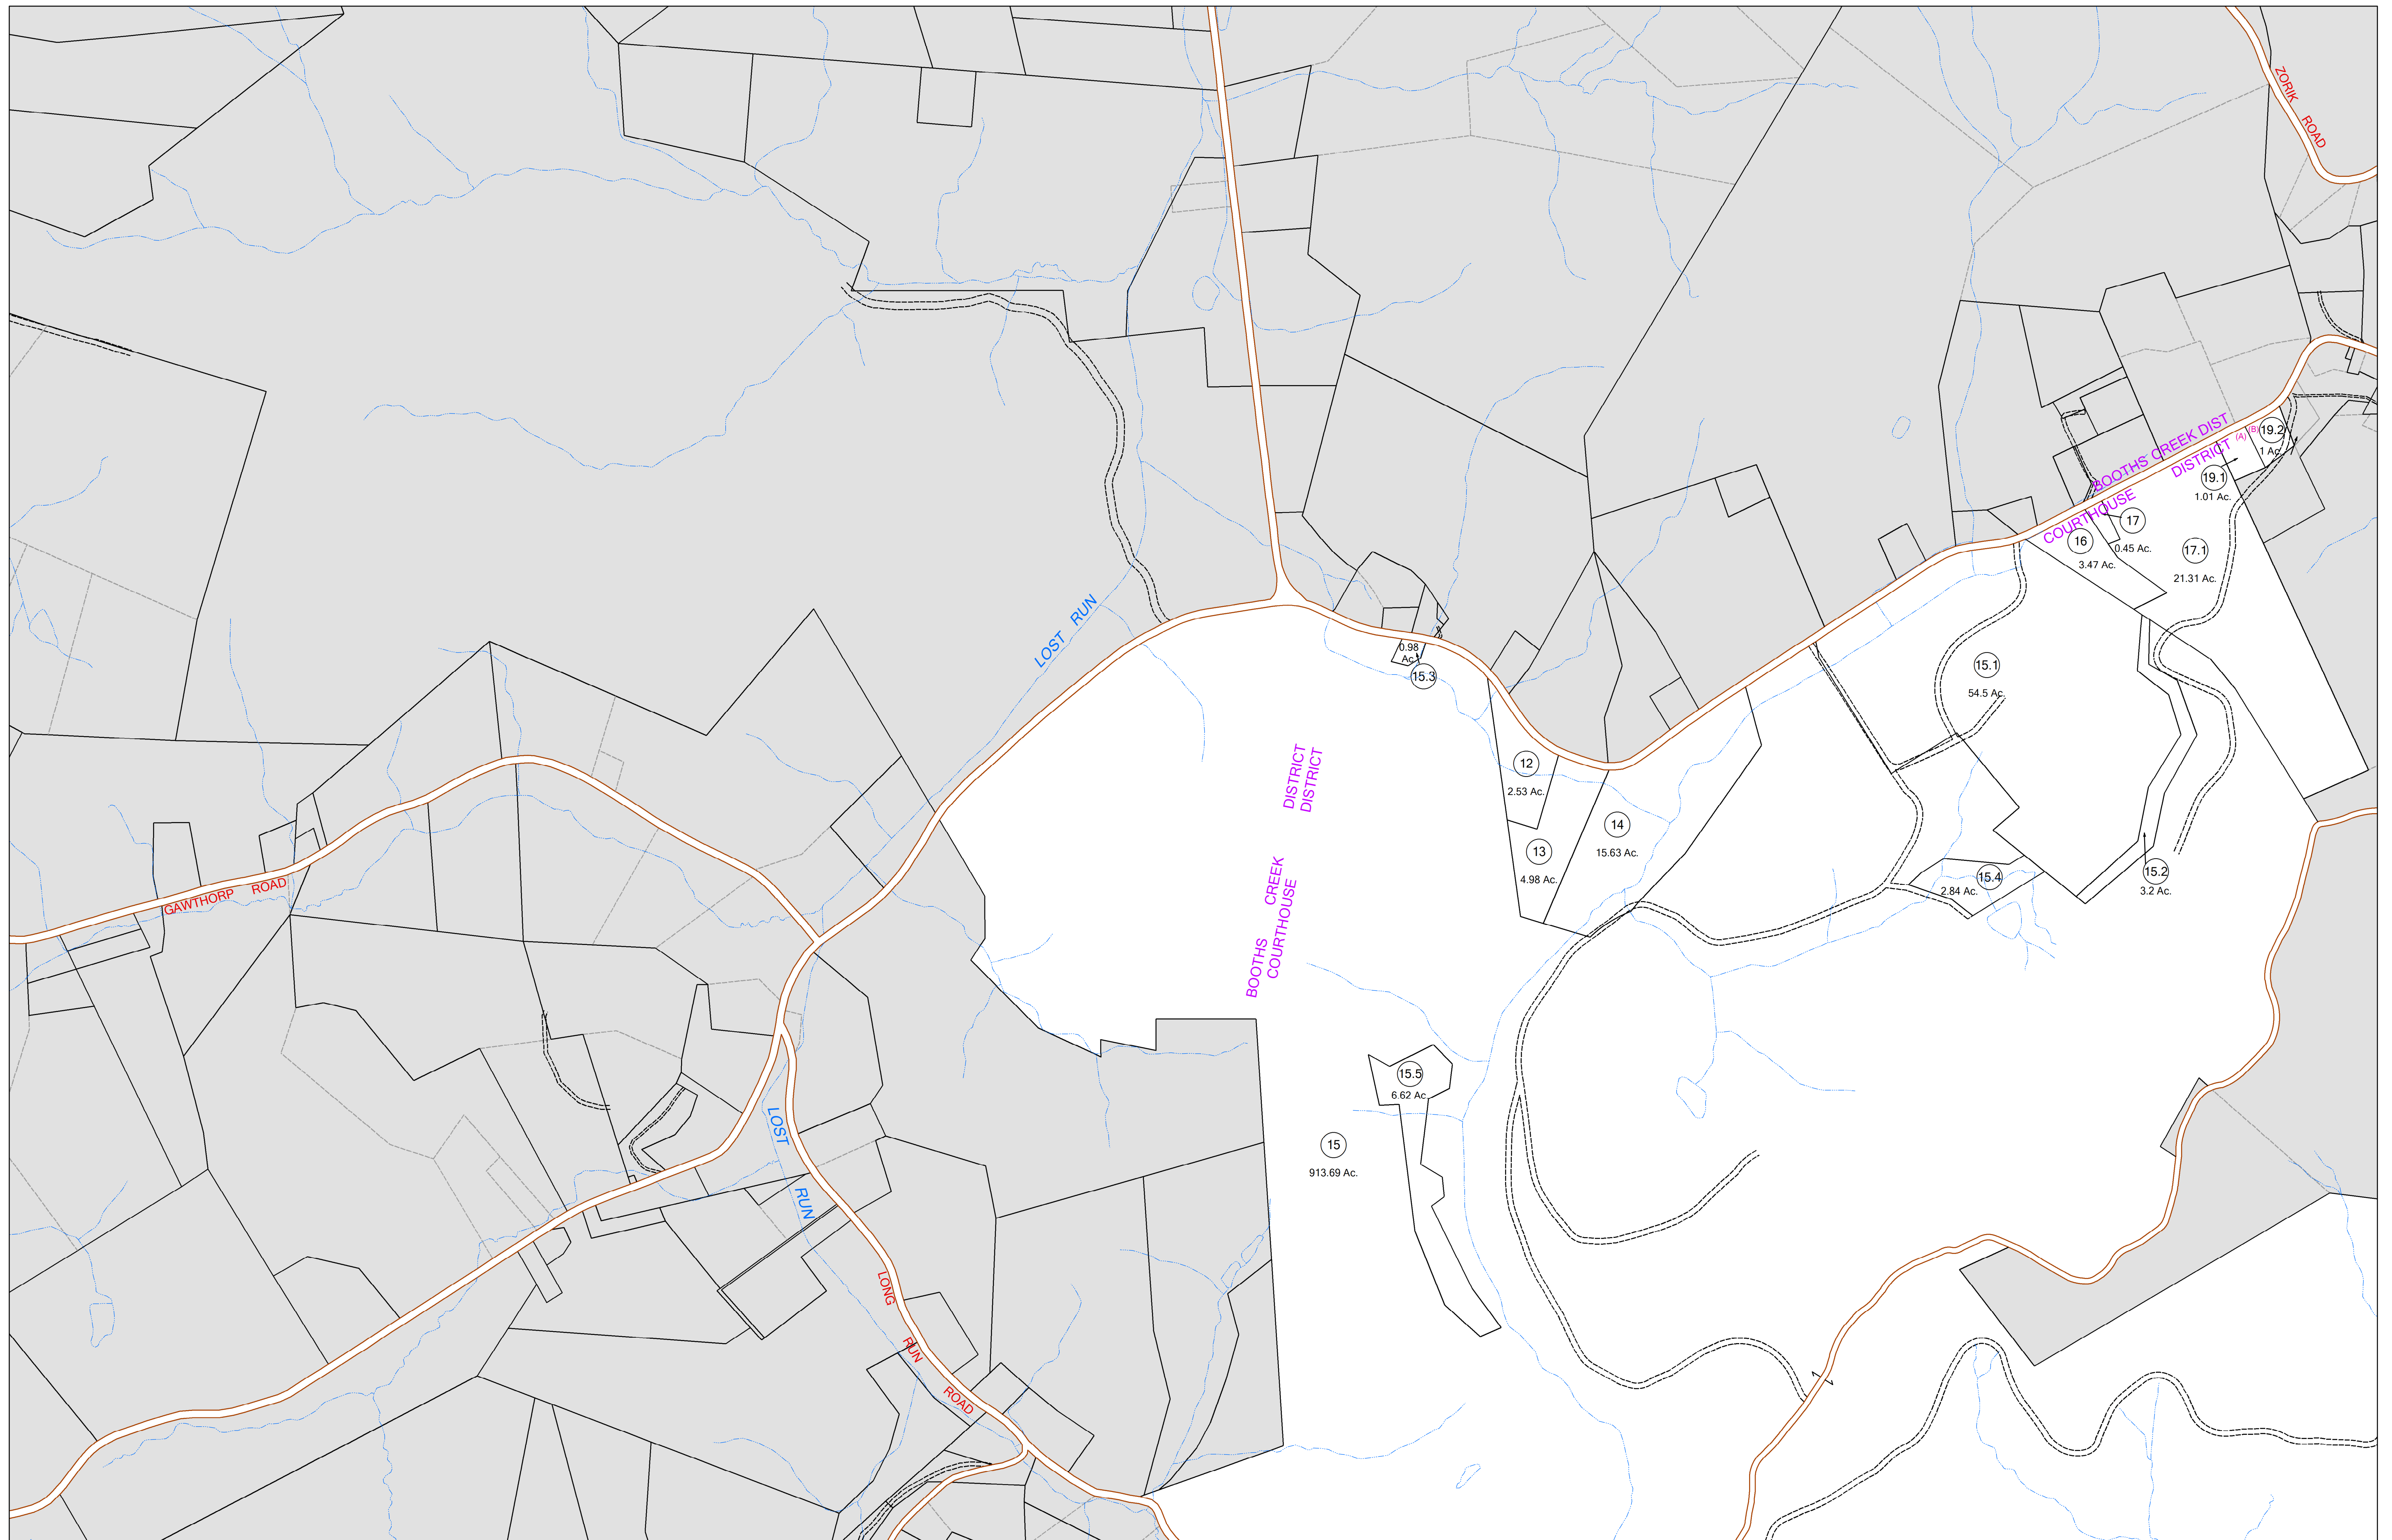 ZORIK ROAD
BOOTHS CREEK DIST
COURTHOUSE DISTRICT
(A)
(B)
19.2
1 Ac.
19.1
1.01 Ac.
17
0.45 Ac.
16
3.47 Ac.
17.1
21.31 Ac.
LOST RUN
0.98
Ac.
15.3
15.1
54.5 Ac.
BOOTHS CREEK DISTRICT
COURTHOUSE DISTRICT
12
2.53 Ac.
13
4.98 Ac.
14
15.63 Ac.
15.4
2.84 Ac.
15.2
3.2 Ac.
GAWTHORP ROAD
15.5
6.62 Ac.
15
913.69 Ac.
LOST RUN
LONG RUN ROAD